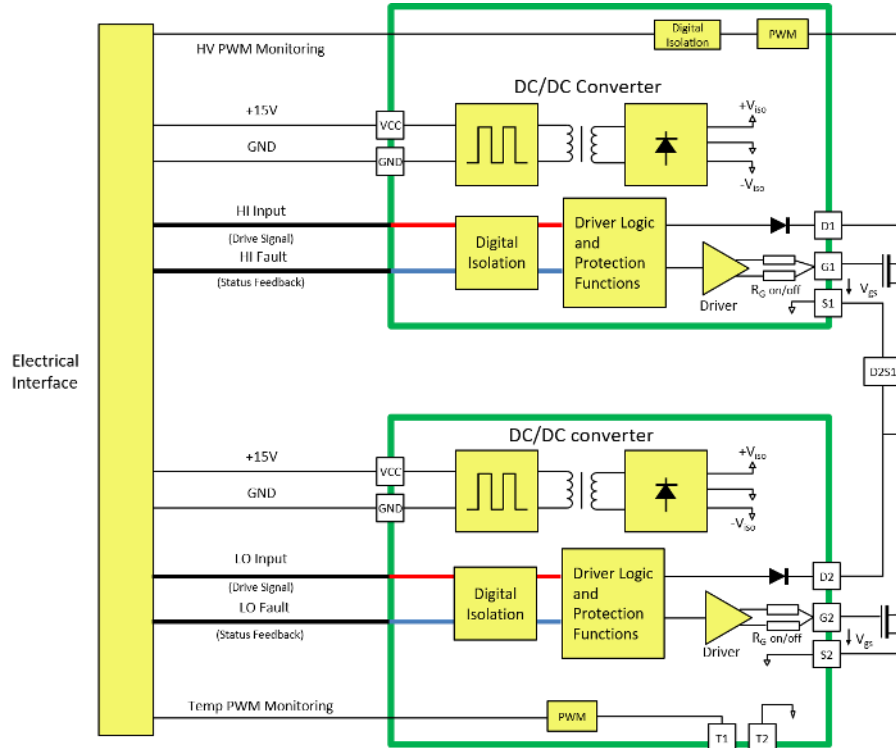 HV PWM Monitoring
Digital
Isolation
PWM
DC/DC Converter
+15V
VCC
+Viso
GND
GND
-Viso
HI Input
(Drive Signal)
HI Fault
(Status Feedback)
Digital
Isolation
Driver Logic
and
Protection
Functions
Driver
RG on/off
D1
G1
Vgs
S1
Electrical
Interface
D2S1
DC/DC converter
+15V
VCC
+Viso
GND
GND
-Viso
LO Input
(Drive Signal)
LO Fault
(Status Feedback)
Digital
Isolation
Driver Logic
and
Protection
Functions
Driver
RG on/off
D2
G2
Vgs
S2
Temp PWM Monitoring
PWM
T1
T2